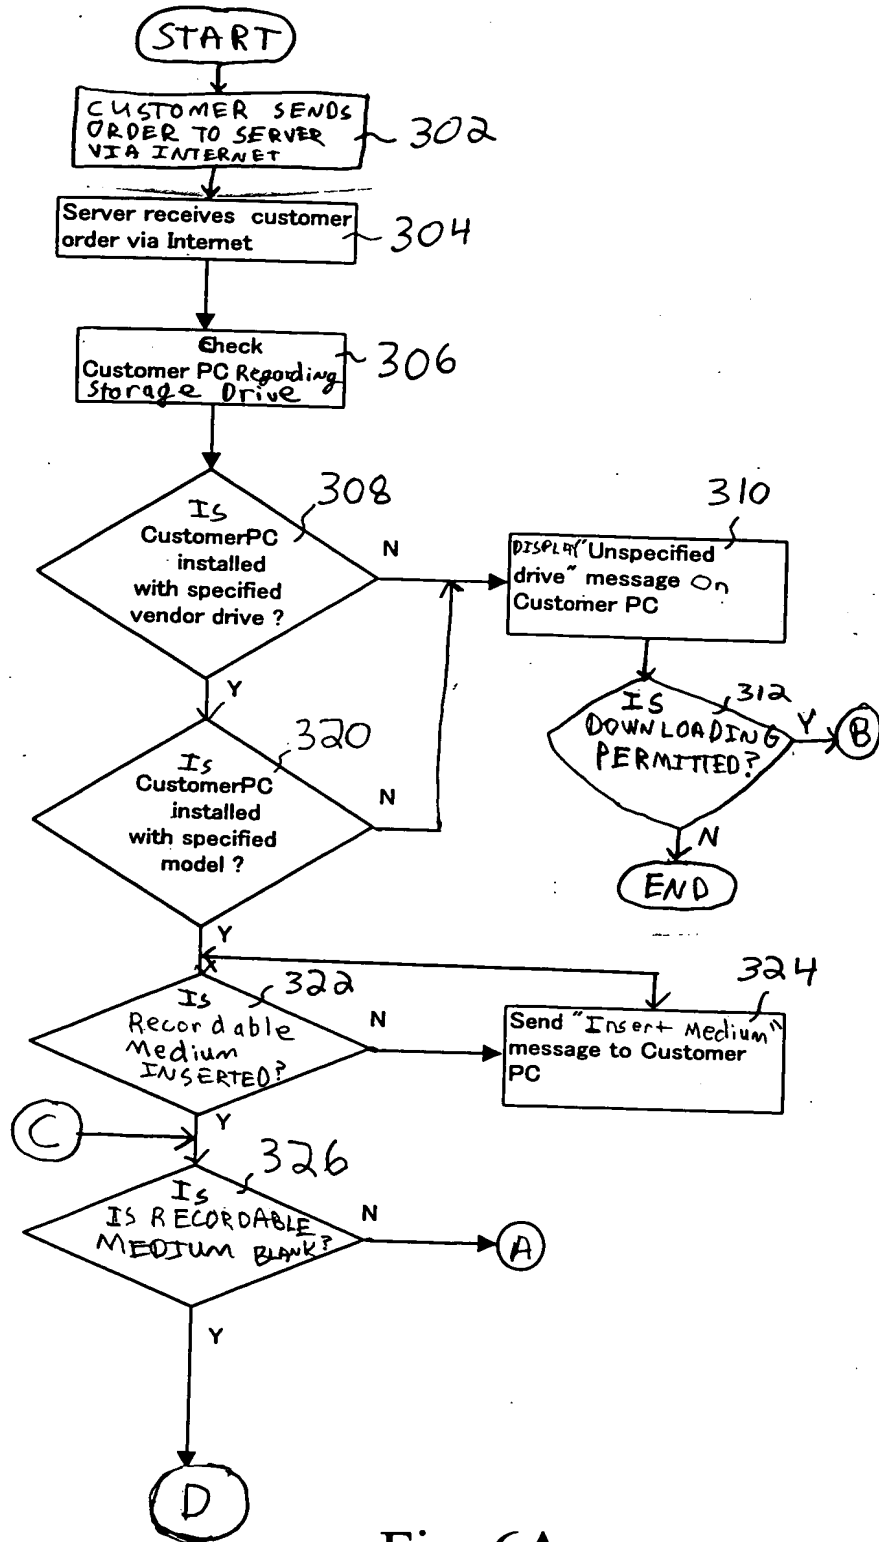 START
CUSTOMER SENDS
ORDER TO SERVER
VIA INTERNET
302
Server receives customer
order via Internet
304
Check
Customer PC Regarding
Storage Drive
306
308
Is
CustomerPC
installed
with specified
vendor drive ?
N
Y
310
DISPLAY "Unspecified
drive" message On
Customer PC
312
IS
DOWNLOADING
PERMITTED?
Y
B
N
END
320
Is
CustomerPC
installed
with specified
model ?
N
Y
322
Is
Recordable
Medium
INSERTED?
N
Y
324
Send "Insert Medium"
message to Customer
PC
C
326
Is
IS RECORDABLE
MEDIUM BLANK?
N
A
Y
D
Fig. 6A